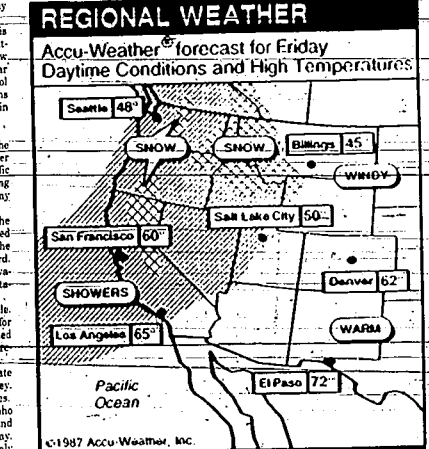 REGIONAL WEATHER
Accu-Weather® forecast for Friday
Daytime Conditions and High Temperatures
Seattle 48°
SNOW
SNOW
Billings 45°
WINDY
Salt Lake City 50°
San Francisco 60°
Denver 62°
SHOWERS
WARM
Los Angeles 65°
El Paso 72°
Pacific
Ocean
©1987 Accu-Weather, Inc.